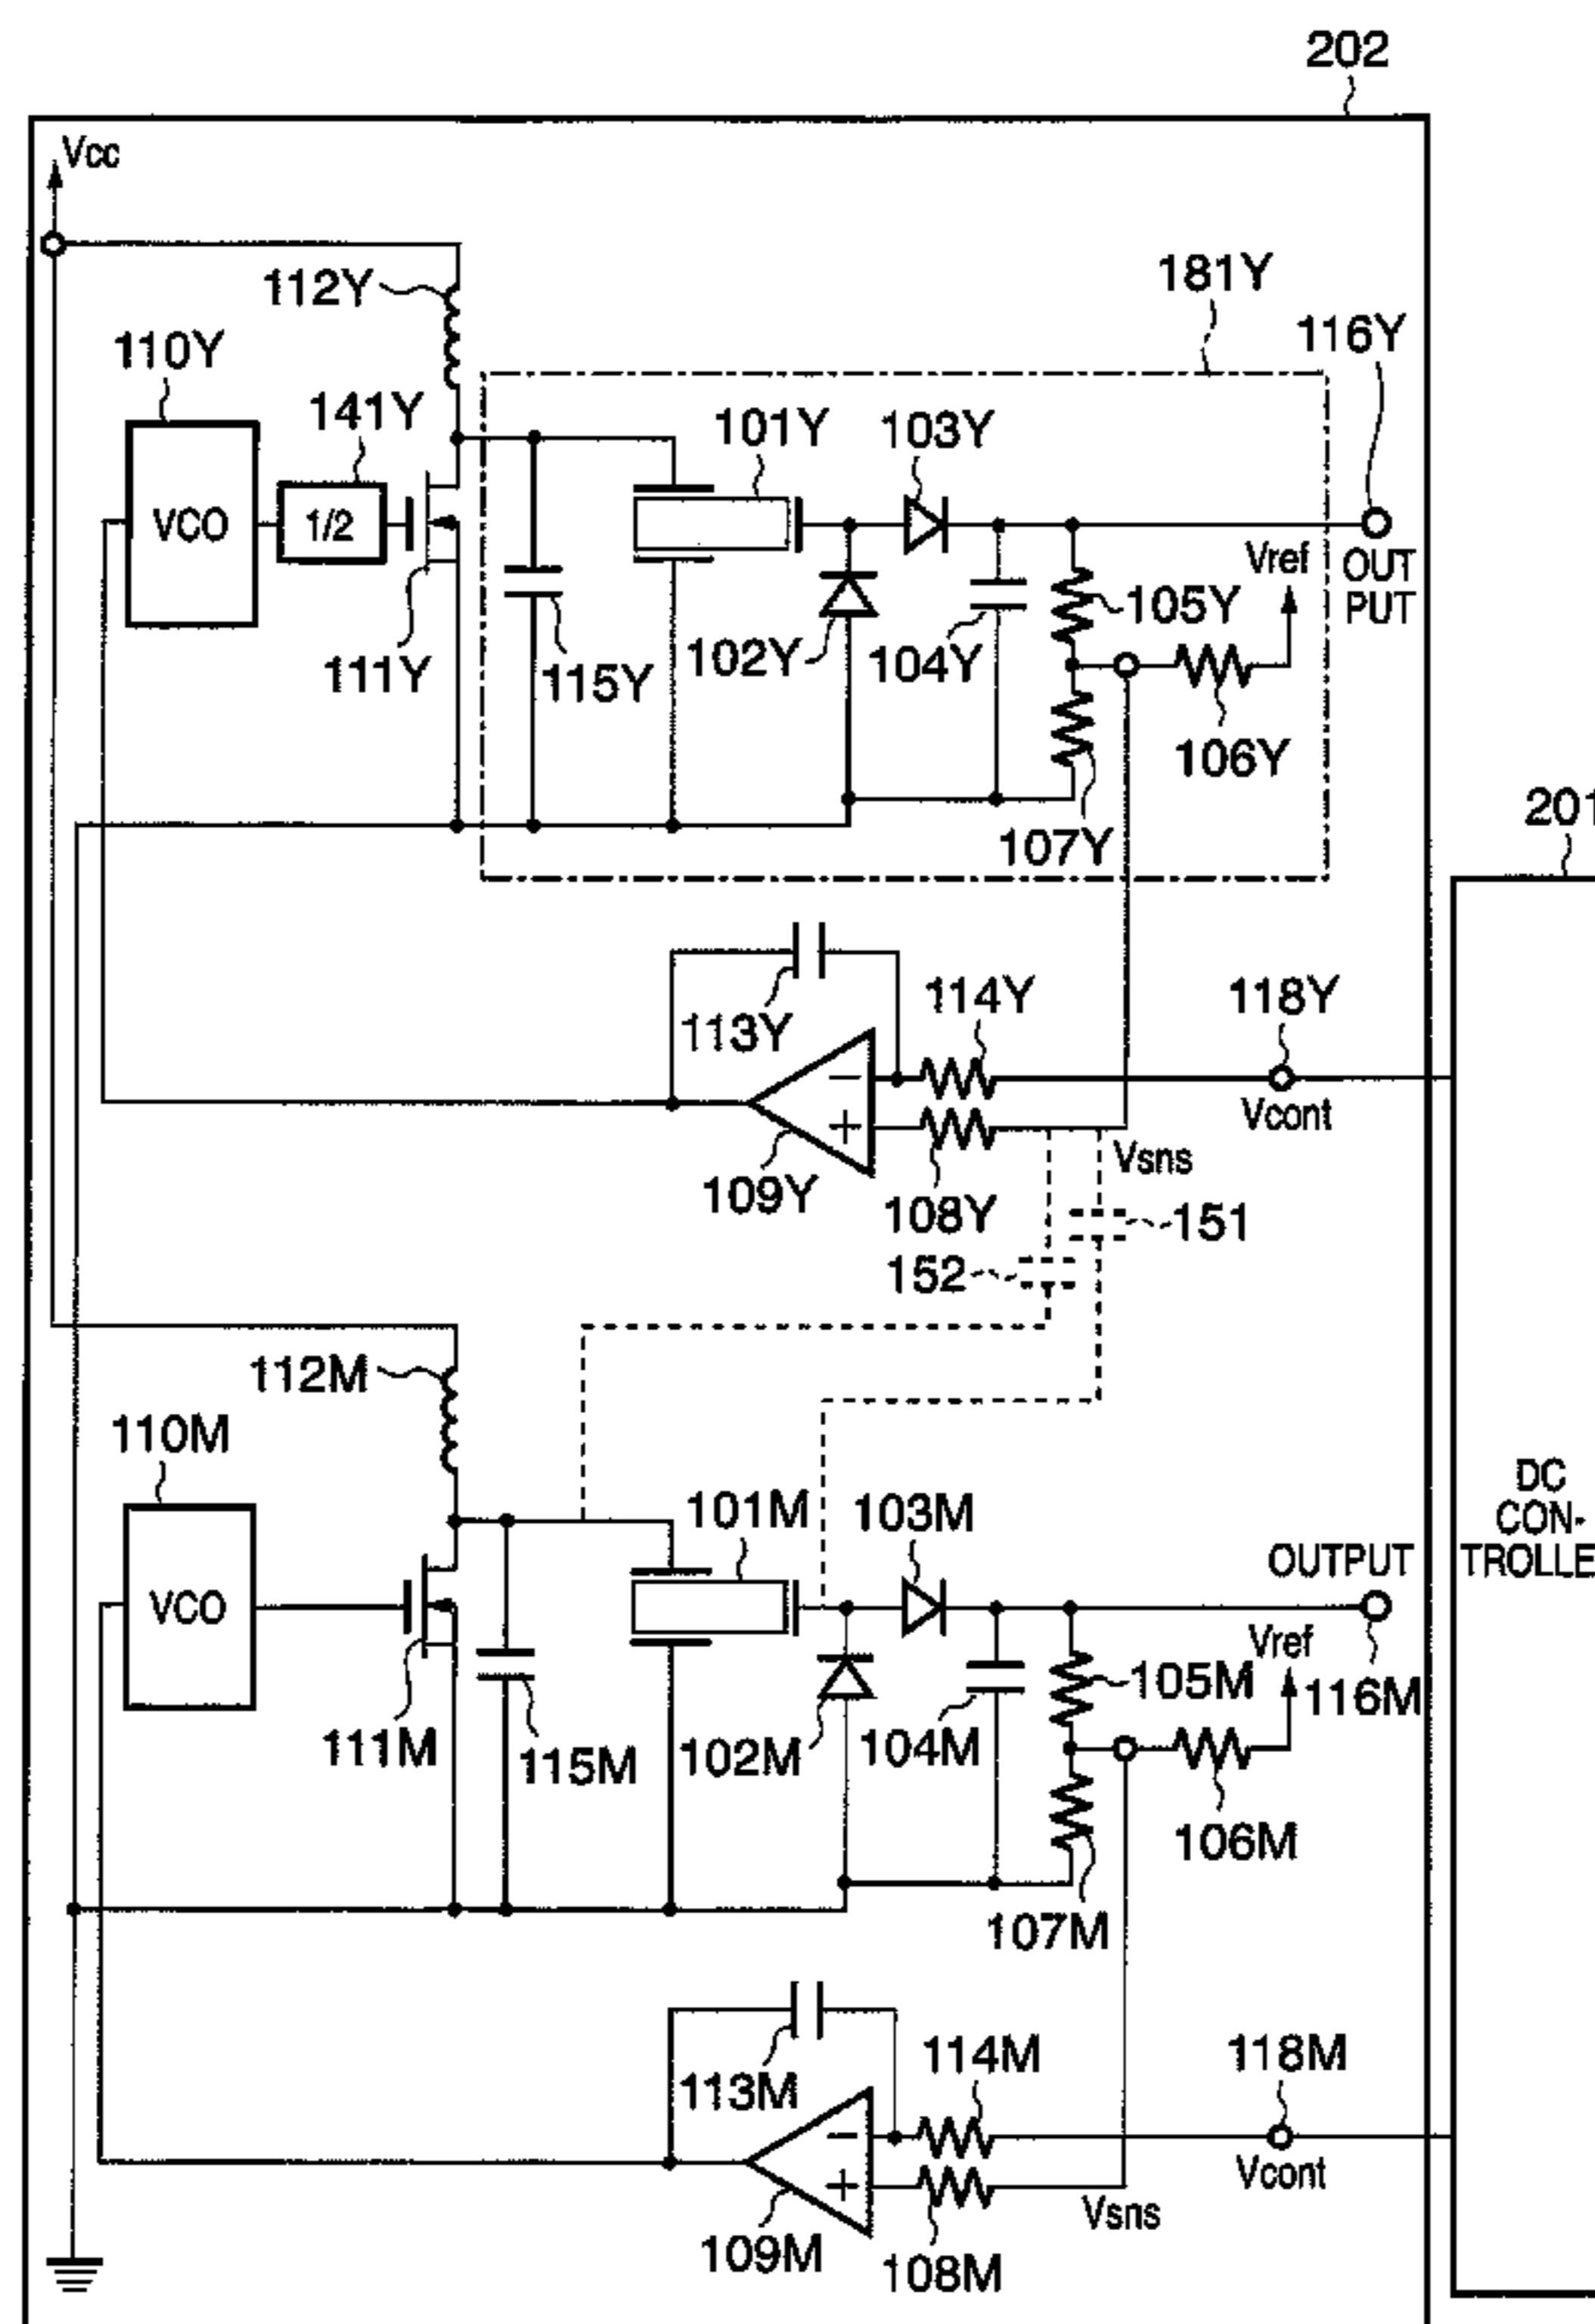 202
Vcc
112Y
181Y
116Y
110Y
141Y
101Y
103Y
VCO
1/2
Vref
OUT
PUT
105Y
111Y
115Y
102Y
104Y
106Y
107Y
201
113Y
114Y
118Y
−
+
Vcont
Vsns
109Y
108Y
151
152
112M
110M
101M
103M
DC
CON-
TROLLE
OUTPUT
VCO
Vref
105M
116M
111M
115M
102M
104M
106M
107M
113M
114M
118M
−
+
Vcont
Vsns
109M
108M